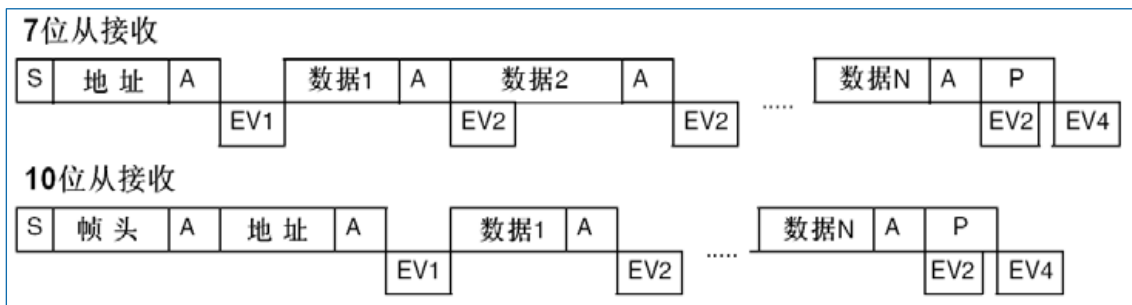 7位从接收
S 地址 A 数据1 A 数据2 A ..... 数据N A P
EV1 EV2 EV2 EV2 EV4
10位从接收
S 帧头 A 地址 A 数据1 A ..... 数据N A P
EV1 EV2 EV2 EV4